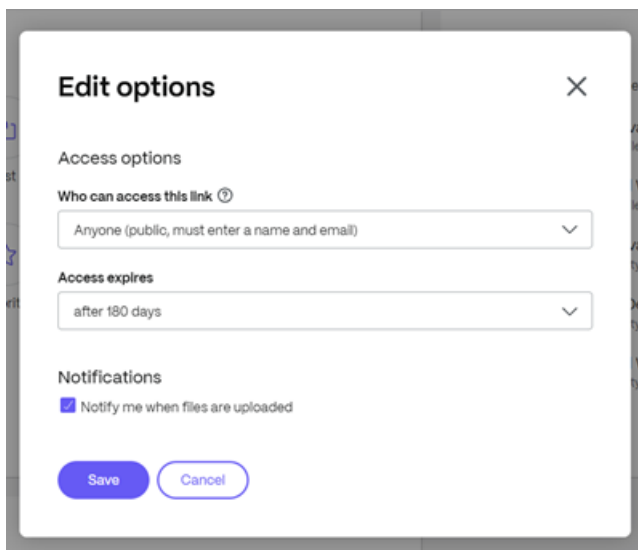 Edit options
Access options
Who can access this link
Anyone (public, must enter a name and email)
Access expires
after 180 days
Notifications
Notify me when files are uploaded
Save
Cancel